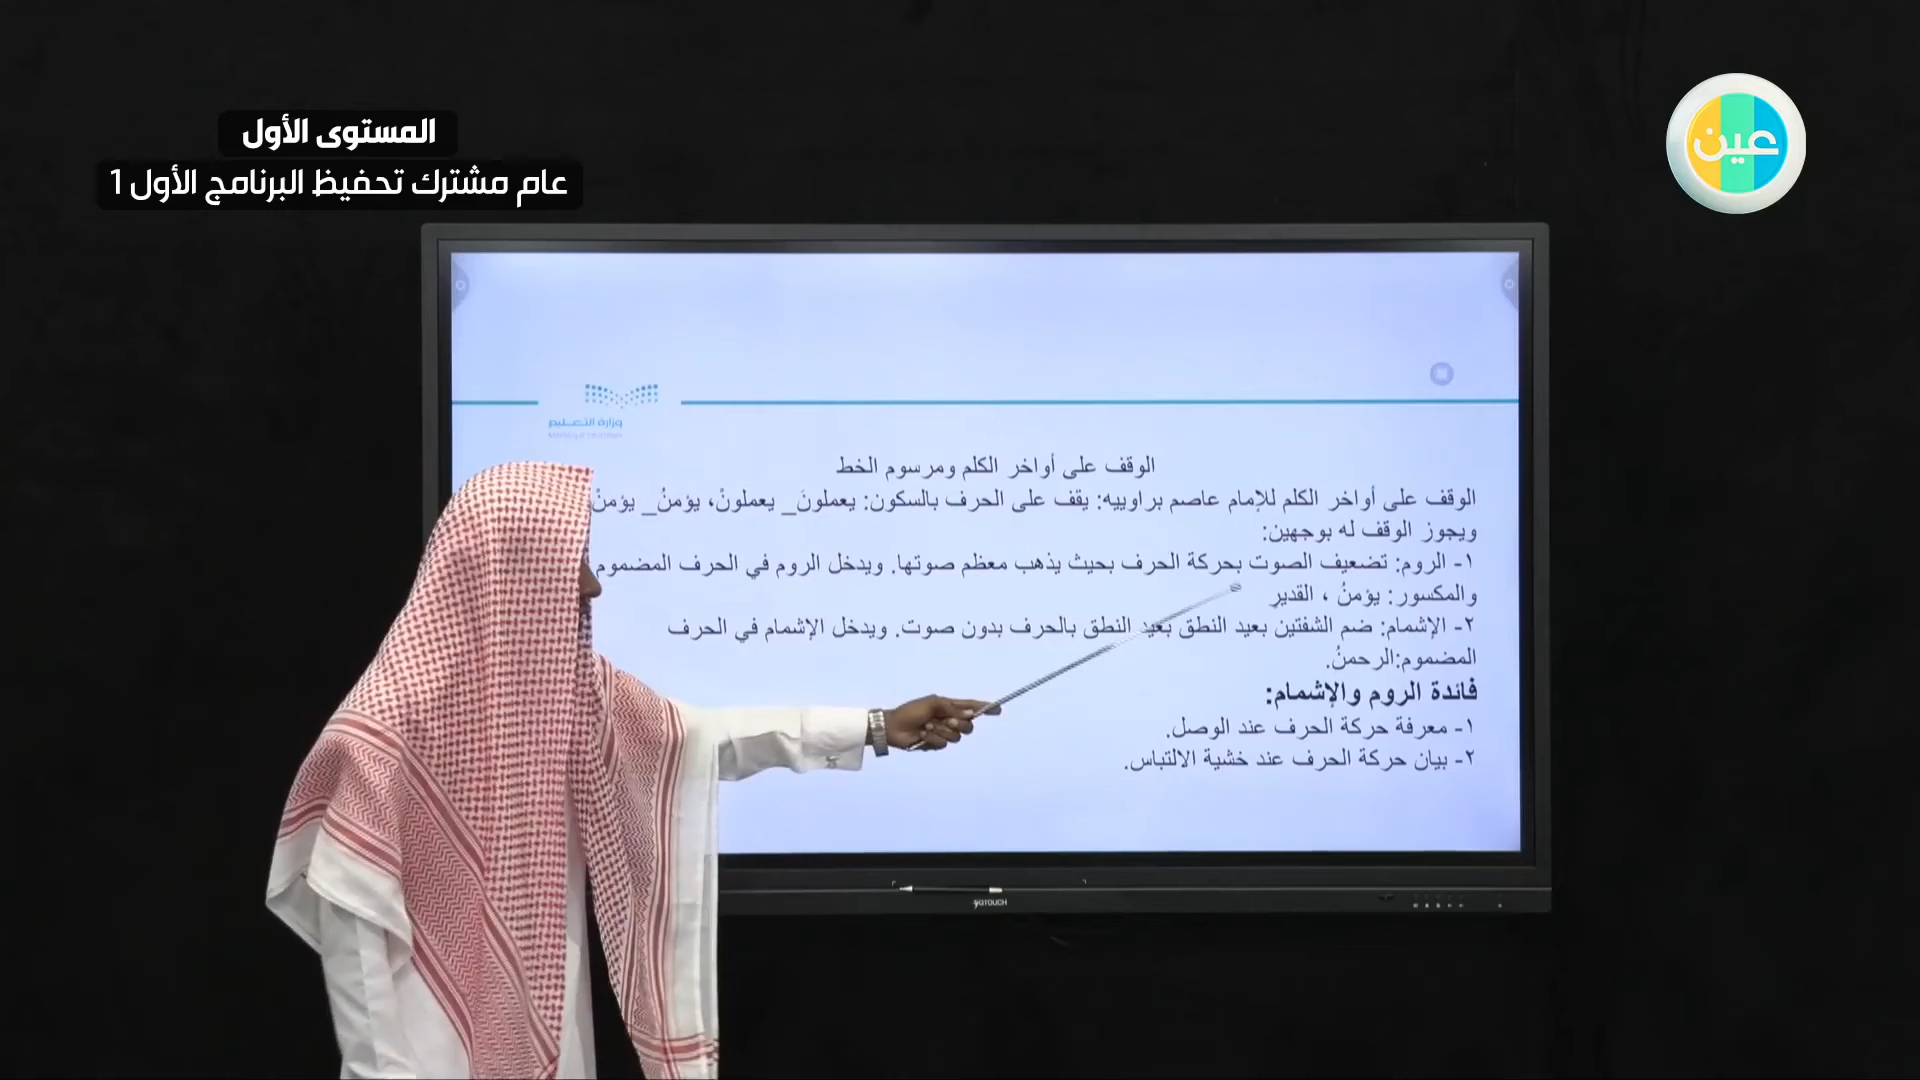 المستوى الأول
عام مشترك تحفيظ البرنامج الأول 1
عين
وزارة التعليم
الوقف على أواخر الكلم ومرسوم الخط
الوقف على أواخر الكلم للإمام عاصم براوييه: يقف على الحرف بالسكون: يعملونَ_ يعملونْ، يؤمنُ_ يؤمنْ
ويجوز الوقف له بوجهين:
١- الروم: تضعيف الصوت بحركة الحرف بحيث يذهب معظم صوتها. ويدخل الروم في الحرف المضموم
والمكسور: يؤمنُ ، القديرِ
٢- الإشمام: ضم الشفتين بعيد النطق بعيد النطق بالحرف بدون صوت. ويدخل الإشمام في الحرف
المضموم:الرحمنُ.
فائدة الروم والإشمام:
١- معرفة حركة الحرف عند الوصل.
٢- بيان حركة الحرف عند خشية الالتباس.